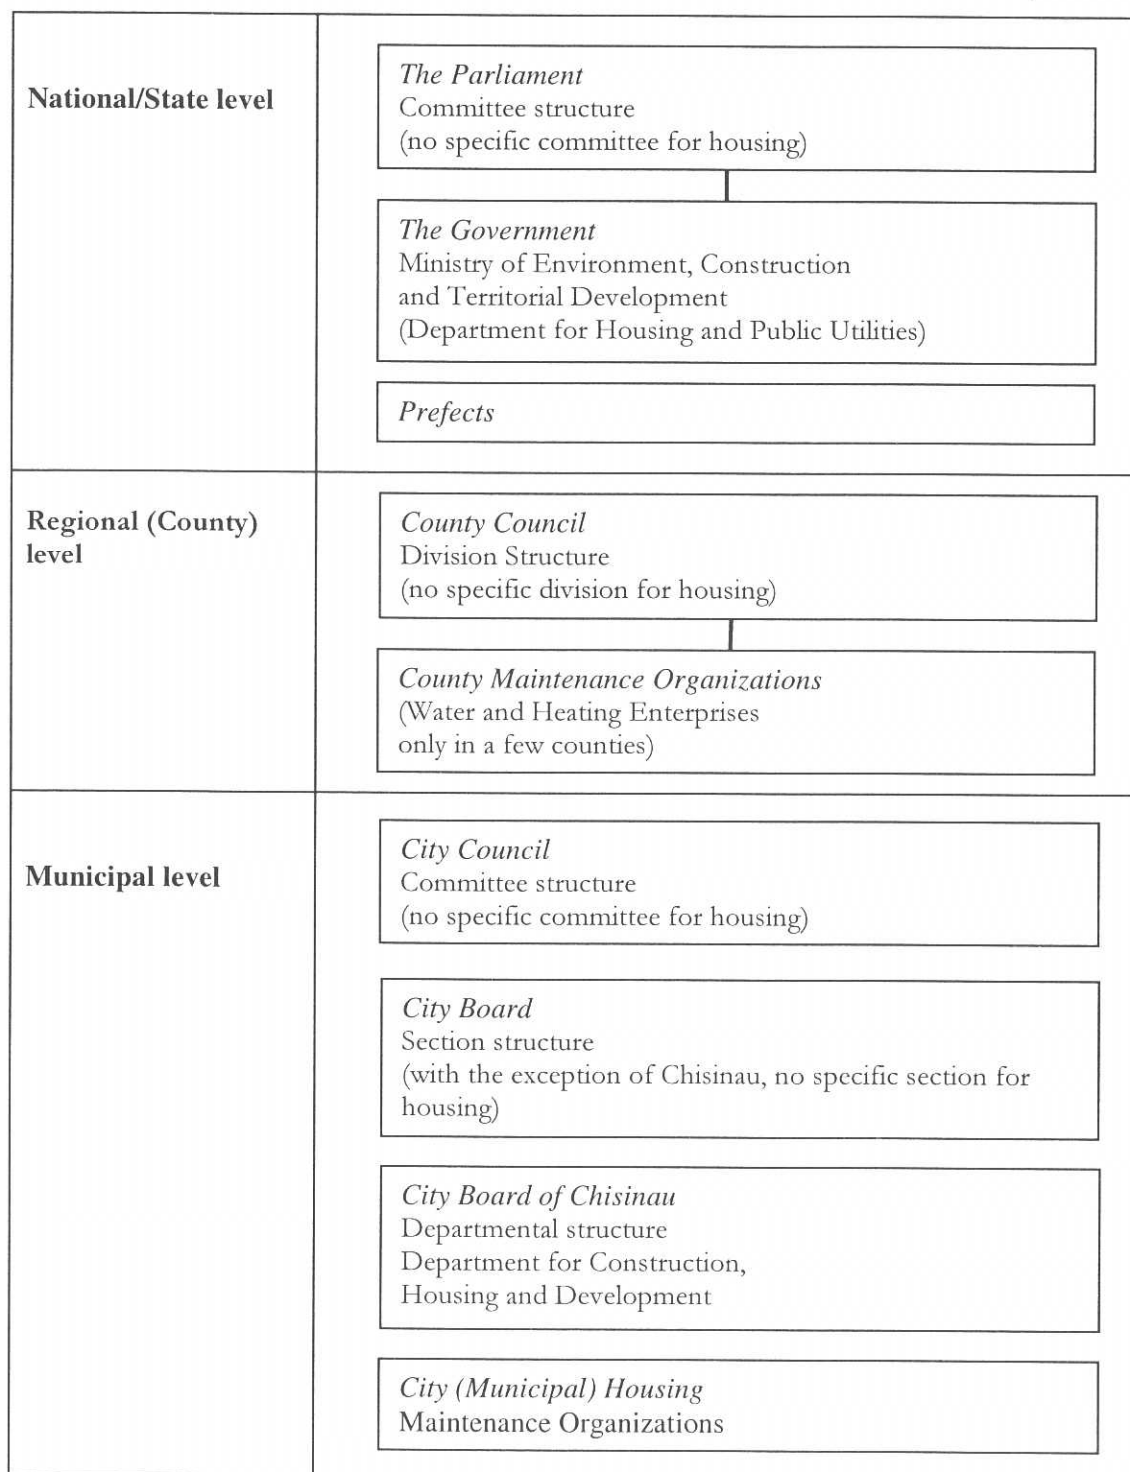 National/State level
The Parliament
Committee structure
(no specific committee for housing)
The Government
Ministry of Environment, Construction
and Territorial Development
(Department for Housing and Public Utilities)
Prefects
Regional (County)
level
County Council
Division Structure
(no specific division for housing)
County Maintenance Organizations
(Water and Heating Enterprises
only in a few counties)
Municipal level
City Council
Committee structure
(no specific committee for housing)
City Board
Section structure
(with the exception of Chisinau, no specific section for
housing)
City Board of Chisinau
Departmental structure
Department for Construction,
Housing and Development
City (Municipal) Housing
Maintenance Organizations